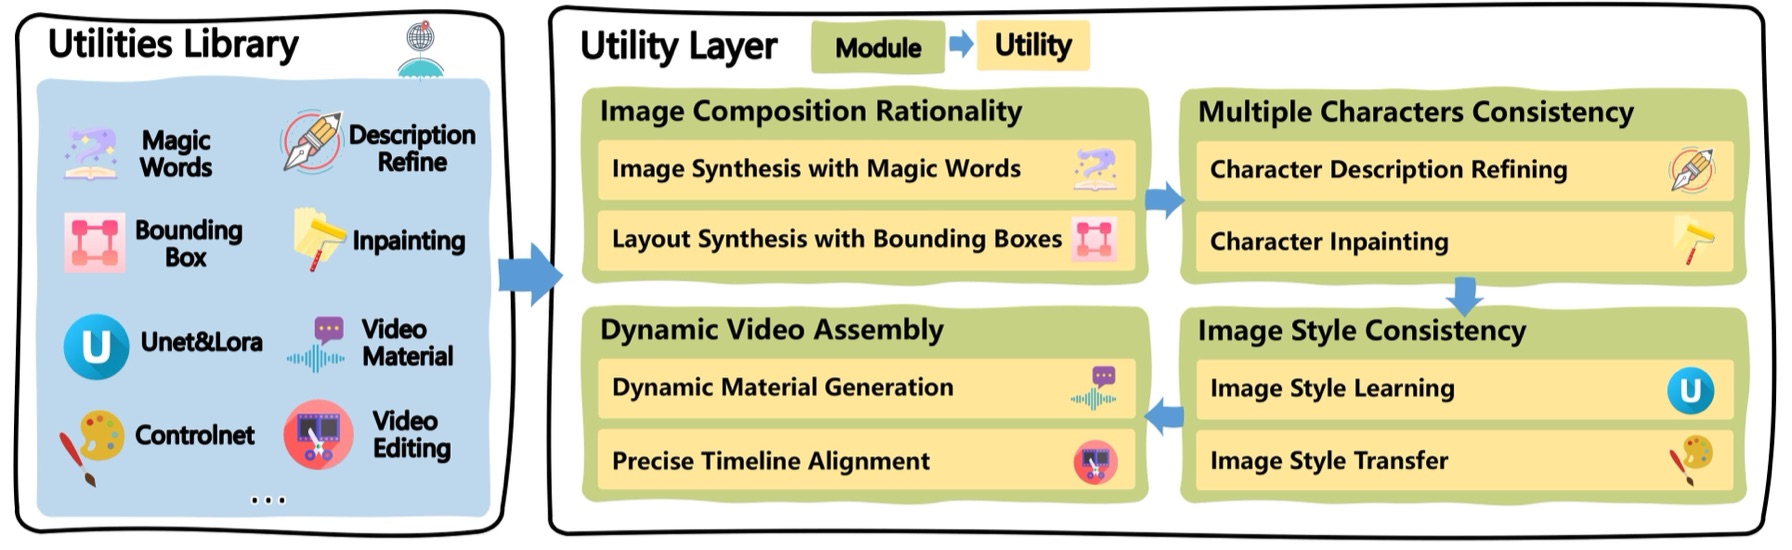 Utilities Library
Magic
Words
Description
Refine
Bounding
Box
Inpainting
U
Unet&Lora
Video
Material
Controlnet
Video
Editing
...
Utility Layer
Module
Utility
Image Composition Rationality
Image Synthesis with Magic Words
Layout Synthesis with Bounding Boxes
Multiple Characters Consistency
Character Description Refining
Character Inpainting
Dynamic Video Assembly
Dynamic Material Generation
Precise Timeline Alignment
Image Style Consistency
Image Style Learning
U
Image Style Transfer